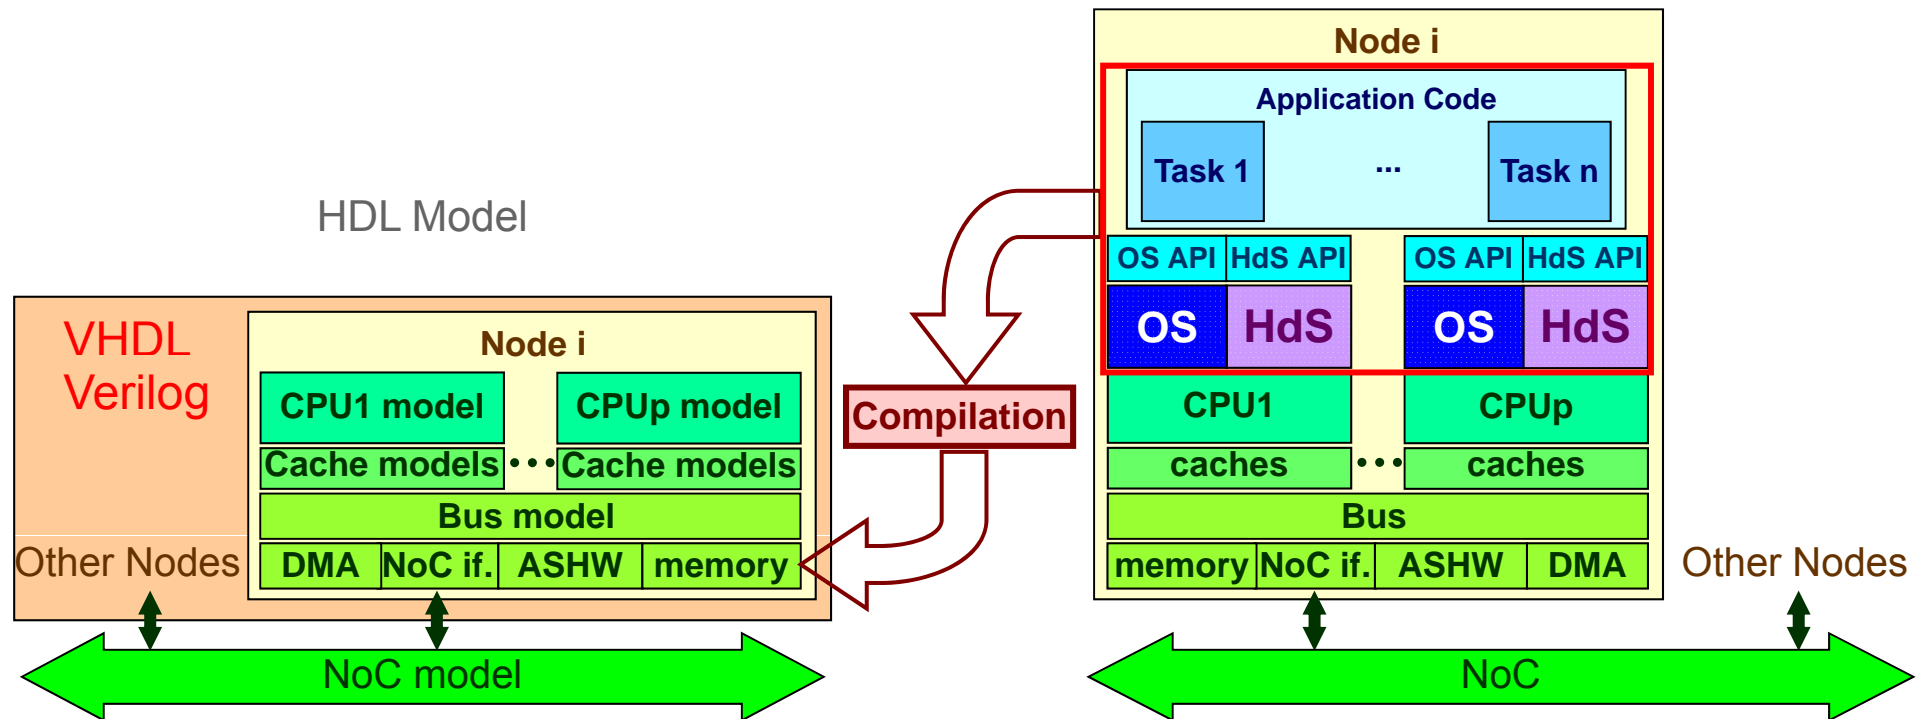 HDL Model
VHDL
Verilog
Node i
CPU1 model
CPUp model
Cache models
...
Cache models
Bus model
DMA
NoC if.
ASHW
memory
Other Nodes
NoC model
Compilation
Node i
Application Code
Task 1
...
Task n
OS API
HdS API
OS API
HdS API
OS
HdS
OS
HdS
CPU1
CPUp
caches
...
caches
Bus
memory
NoC if.
ASHW
DMA
Other Nodes
NoC